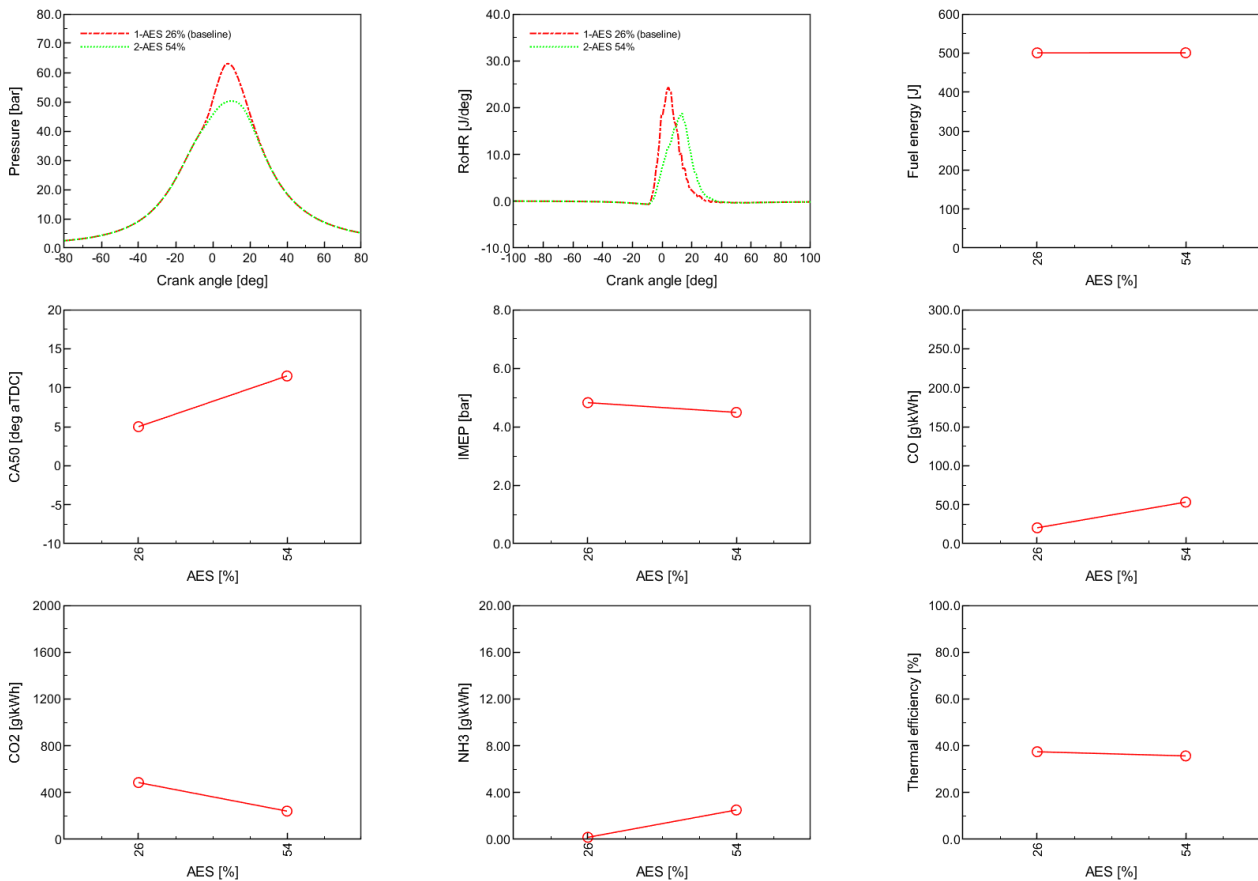 80.0
70.0
60.0
50.0
40.0
30.0
20.0
10.0
0.0
Pressure [bar]
1-AES 26% (baseline)
2-AES 54%
-80 -60 -40 -20 0 20 40 60 80
Crank angle [deg]
40.0
30.0
20.0
10.0
0.0
-10.0
RoHR [J/deg]
1-AES 26% (baseline)
2-AES 54%
-100 -80 -60 -40 -20 0 20 40 60 80 100
Crank angle [deg]
600
500
400
300
200
100
0
Fuel energy [J]
26 54
AES [%]
20
15
10
5
0
-5
-10
CA50 [deg aTDC]
26 54
AES [%]
8.0
6.0
4.0
2.0
0.0
IMEP [bar]
26 54
AES [%]
300.0
250.0
200.0
150.0
100.0
50.0
0.0
CO [g\kWh]
26 54
AES [%]
2000
1600
1200
800
400
0
CO2 [g\kWh]
26 54
AES [%]
20.00
16.00
12.00
8.00
4.00
0.00
NH3 [g\kWh]
26 54
AES [%]
100.0
80.0
60.0
40.0
20.0
0.0
Thermal efficiency [%]
26 54
AES [%]